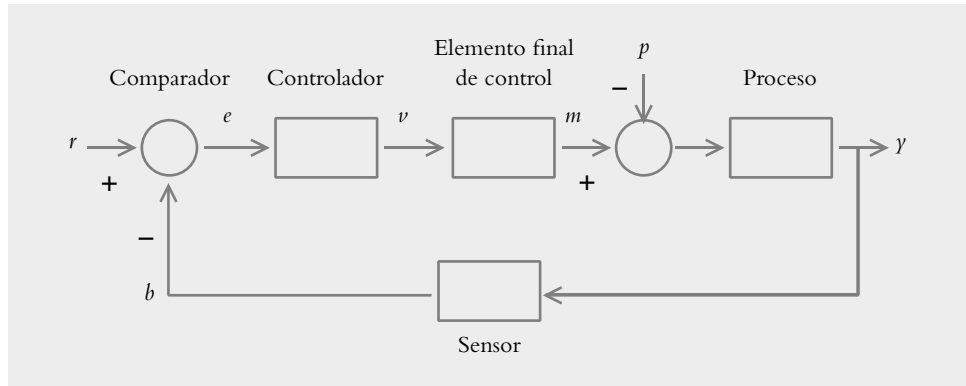 Elemento final
de control
p
Comparador
Controlador
Proceso
−
r
e
v
m
γ
+
+
−
b
Sensor